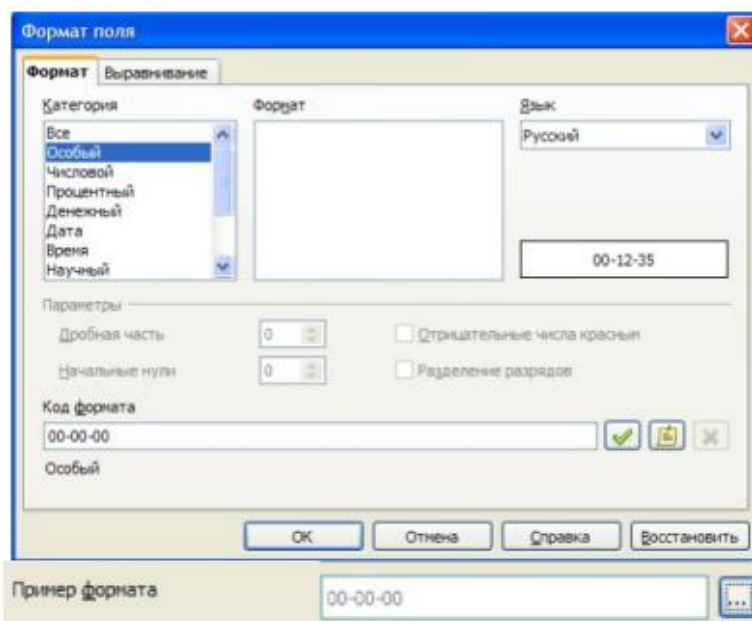 Формат поля
Формат Выравнивание
Категория Формат Язык
Все
Особый
Числовой
Процентный
Денежный
Дата
Время
Научный
Русский
00-12-35
Параметры
Дробная часть 0 Отрицательные числа красным
Начальные нули 0 Разделение разрядов
Код формата
00-00-00
Особый
OK Отмена Справка Восстановить
Пример формата 00-00-00 ...